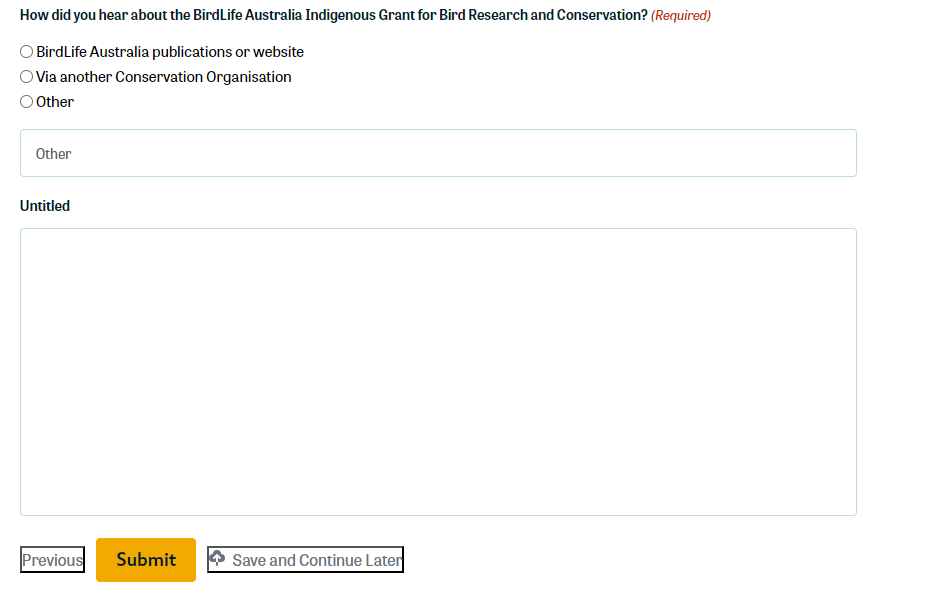 How did you hear about the BirdLife Australia Indigenous Grant for Bird Research and Conservation? (Required)
BirdLife Australia publications or website
Via another Conservation Organisation
Other
Other
Untitled
Previous Submit Save and Continue Later